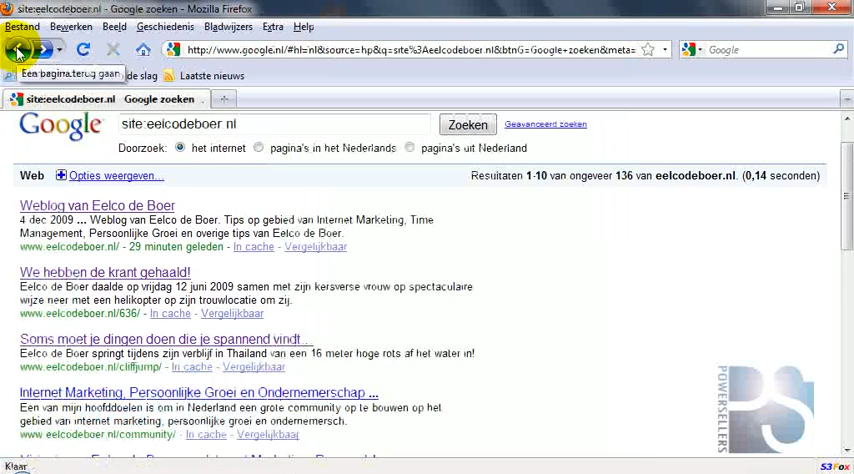 site:eelcodeboer.nl - Google zoeken - Mozilla Firefox
Bestand Bewerken Beeld Geschiedenis Bladwijzers Extra Help
http://www.google.nl/#hl=nl&source=hp&q=site%3Aeelcodeboer.nl&btnG=Google+zoeken&meta= Google
Een pagina terug gaan de slag Laatste nieuws
site:eelcodeboer.nl Google zoeken
Google site:eelcodeboer nl Zoeken Geavanceerd zoeken
Doorzoek: het internet pagina's in het Nederlands pagina's uit Nederland
Web Opties weergeven... Resultaten 1-10 van ongeveer 136 van eelcodeboer.nl. (0,14 seconden)
Weblog van Eelco de Boer
4 dec 2009 ... Weblog van Eelco de Boer. Tips op gebied van Internet Marketing, Time
Management, Persoonlijke Groei en overige tips van Eelco de Boer.
www.eelcodeboer.nl/ - 29 minuten geleden - In cache - Vergelijkbaar
We hebben de krant gehaald!
Eelco de Boer daalde op vrijdag 12 juni 2009 samen met zijn kersverse vrouw op spectaculaire
wijze neer met een helikopter op zijn trouwlocatie om zij.
www.eelcodeboer.nl/636/ - In cache - Vergelijkbaar
Soms moet je dingen doen die je spannend vindt ...
Eelco de Boer springt tijdens zijn verblijf in Thailand van een 16 meter hoge rots af het water in!
www.eelcodeboer.nl/cliffjump/ - In cache - Vergelijkbaar
Internet Marketing, Persoonlijke Groei en Ondernemerschap ...
Een van mijn hoofddoelen is om in Nederland een grote community op te bouwen op het
gebied van internet marketing, persoonlijke groei en ondernemerschap.
www.eelcodeboer.nl/community/ - In cache - Vergelijkbaar
POWERSELLERS PS
Klaar S3Fox